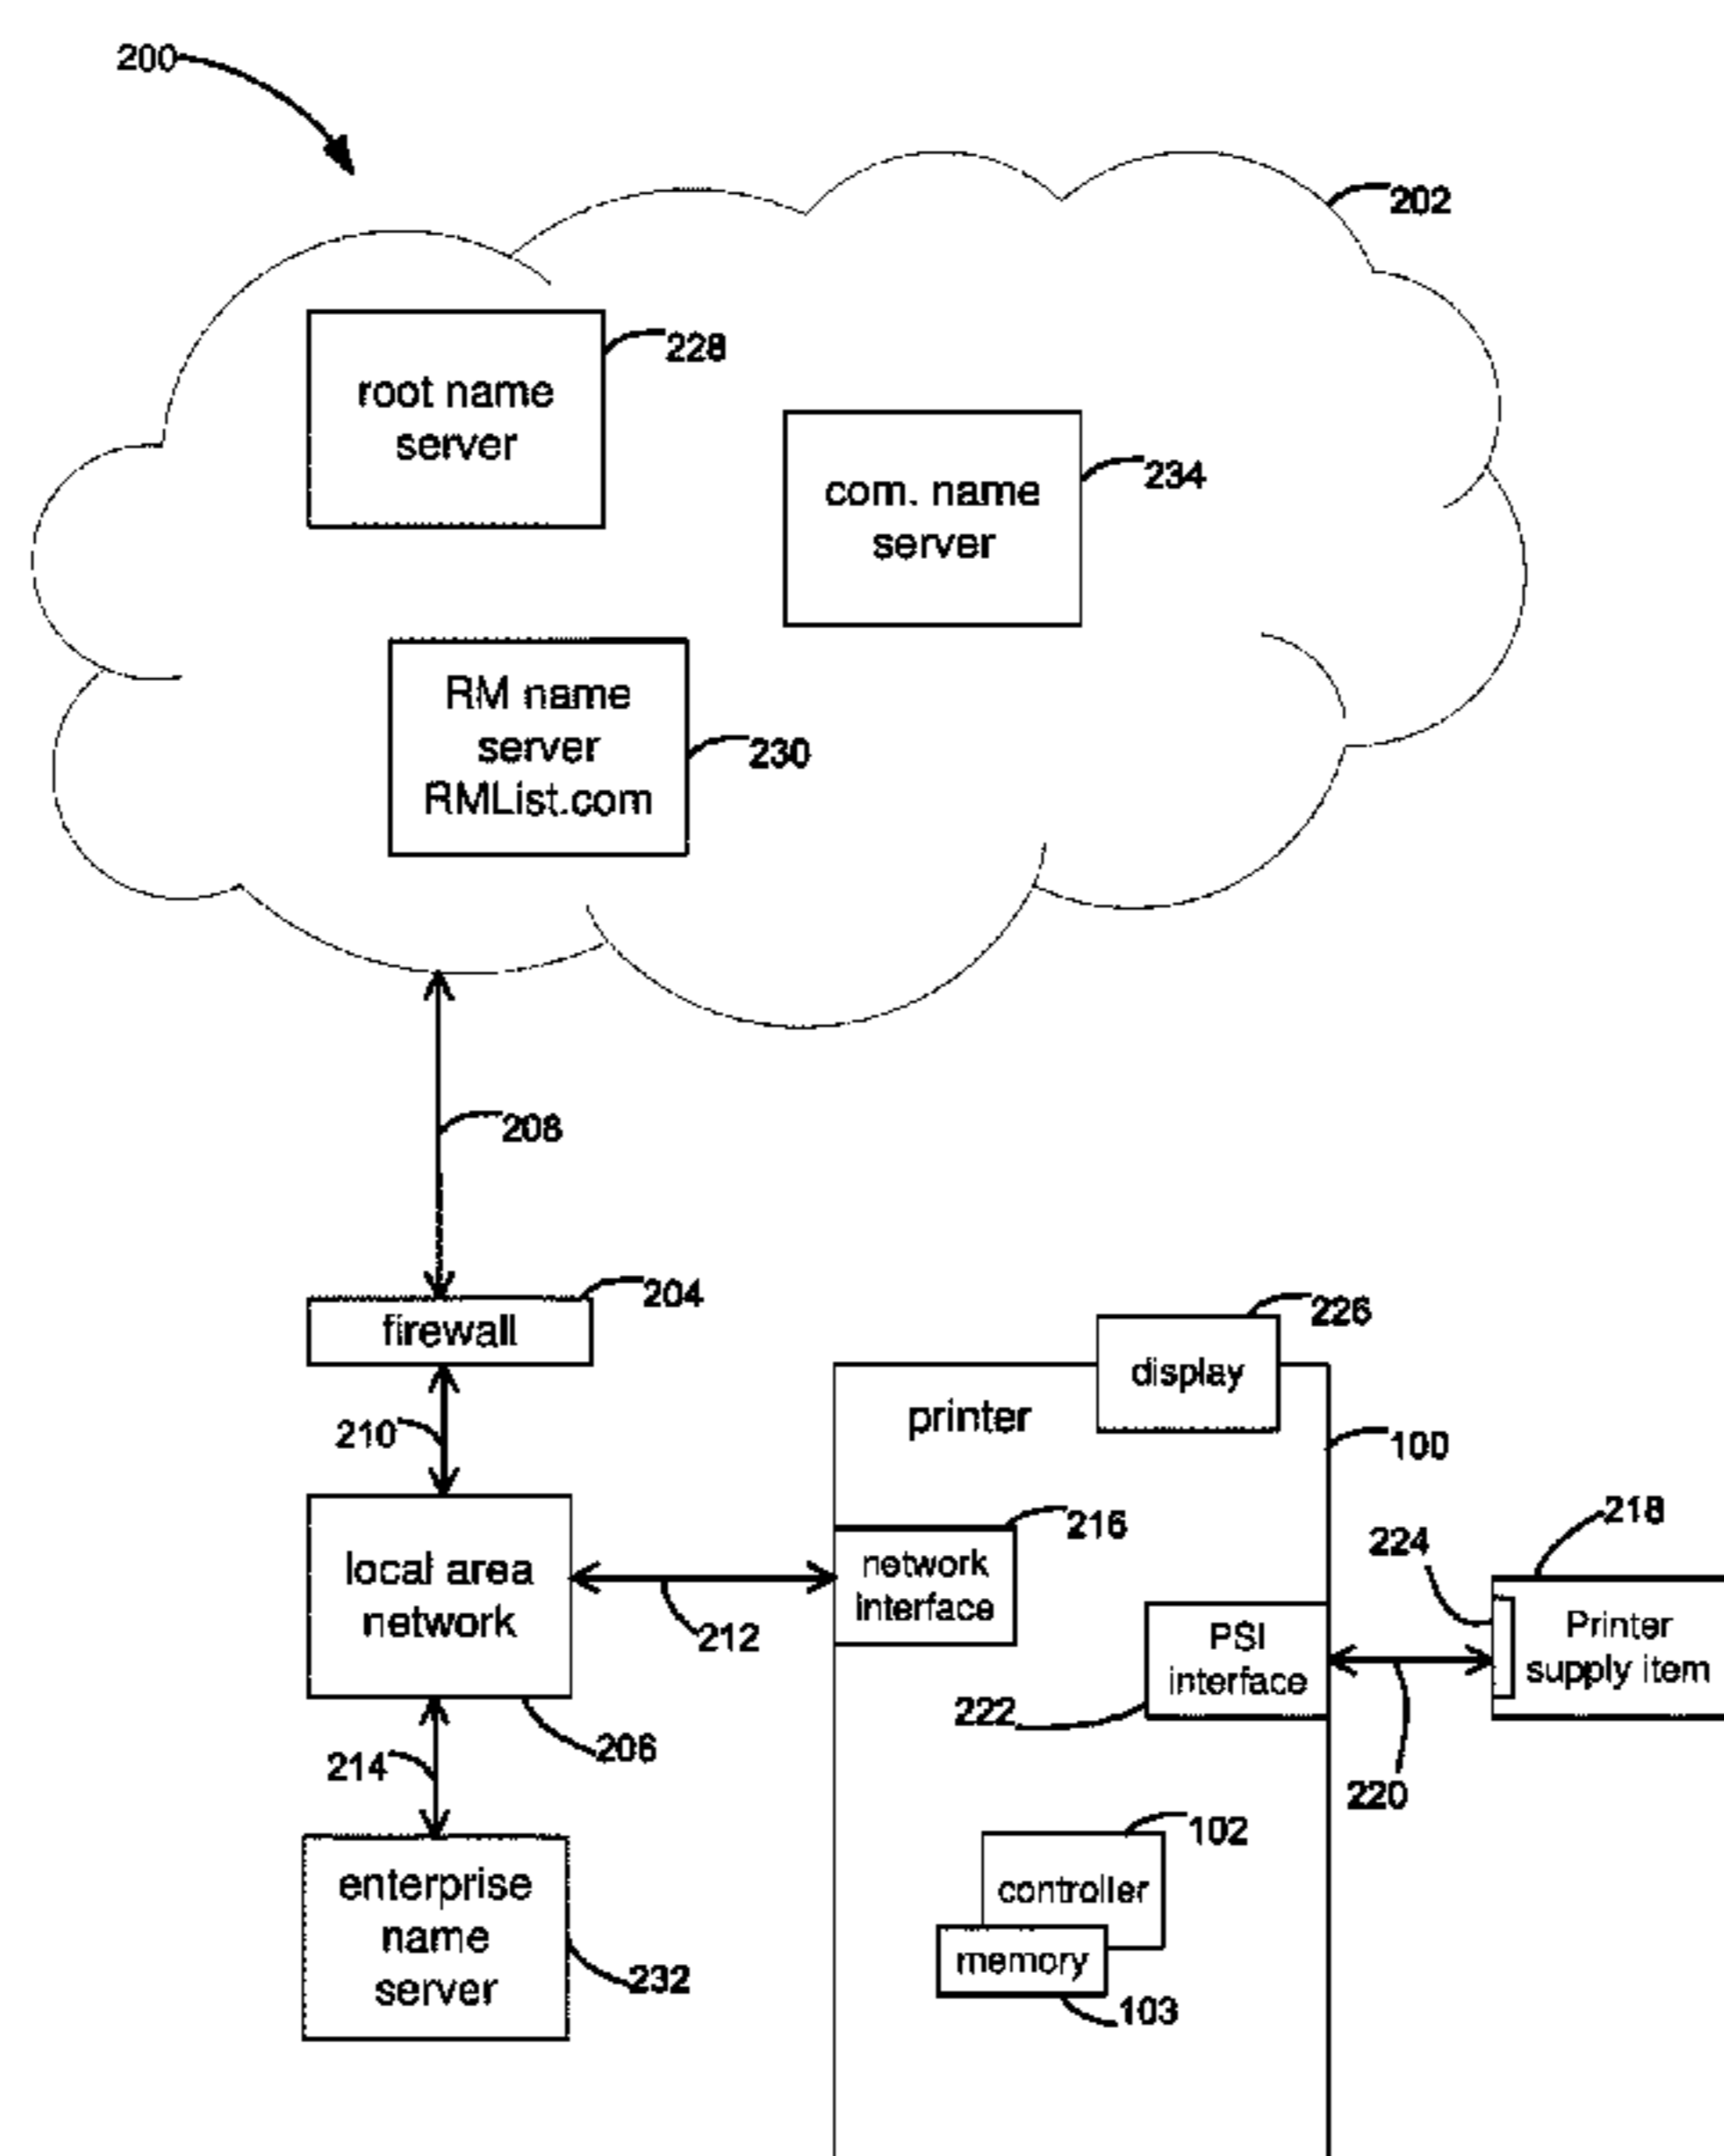 200
202
root name
server
228
com. name
server
234
RM name
server
RMList.com
230
208
firewall
204
210
local area
network
206
212
214
enterprise
name
server
232
printer
display
226
100
network
interface
216
PSI
interface
222
224
218
Printer
supply item
220
102
controller
memory
103